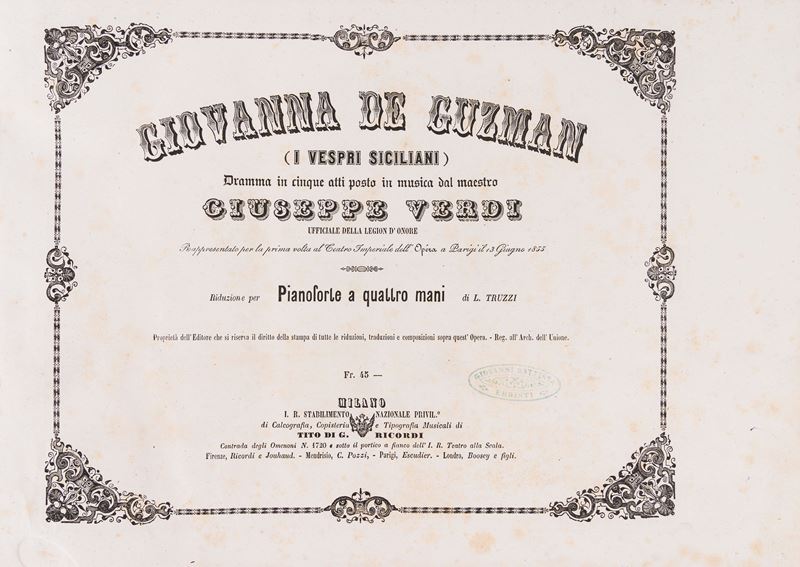 GIOVANNA DE GUZMAN
(I VESPRI SICILIANI)
Dramma in cinque atti posto in musica dal maestro
GIUSEPPE VERDI
UFFICIALE DELLA LEGION D'ONORE
Rappresentato per la prima volta al Teatro Imperiale dell'Opéra a Parigi il 13 Giugno 1855
Riduzione per Pianoforte a quattro mani di L. TRUZZI
Proprietà dell'Editore che si riserva il diritto della stampa di tutte le riduzioni, traduzioni e composizioni sopra quest'Opera. - Reg. all'Arch. dell'Unione.
Fr. 45 —
GIOVANNI
MILANO
I. R. STABILIMENTO NAZIONALE PRIVIL.º
di Calcografia, Copisteria e Tipografia Musicali di
TITO DI G. RICORDI
Contrada degli Omenoni N. 1720 e sotto il portico a fianco dell'I. R. Teatro alla Scala.
Firenze, Ricordi e Jouhaud. - Mendrisio, C. Pozzi, - Parigi, Escudier. - Londra, Boosey e figli.